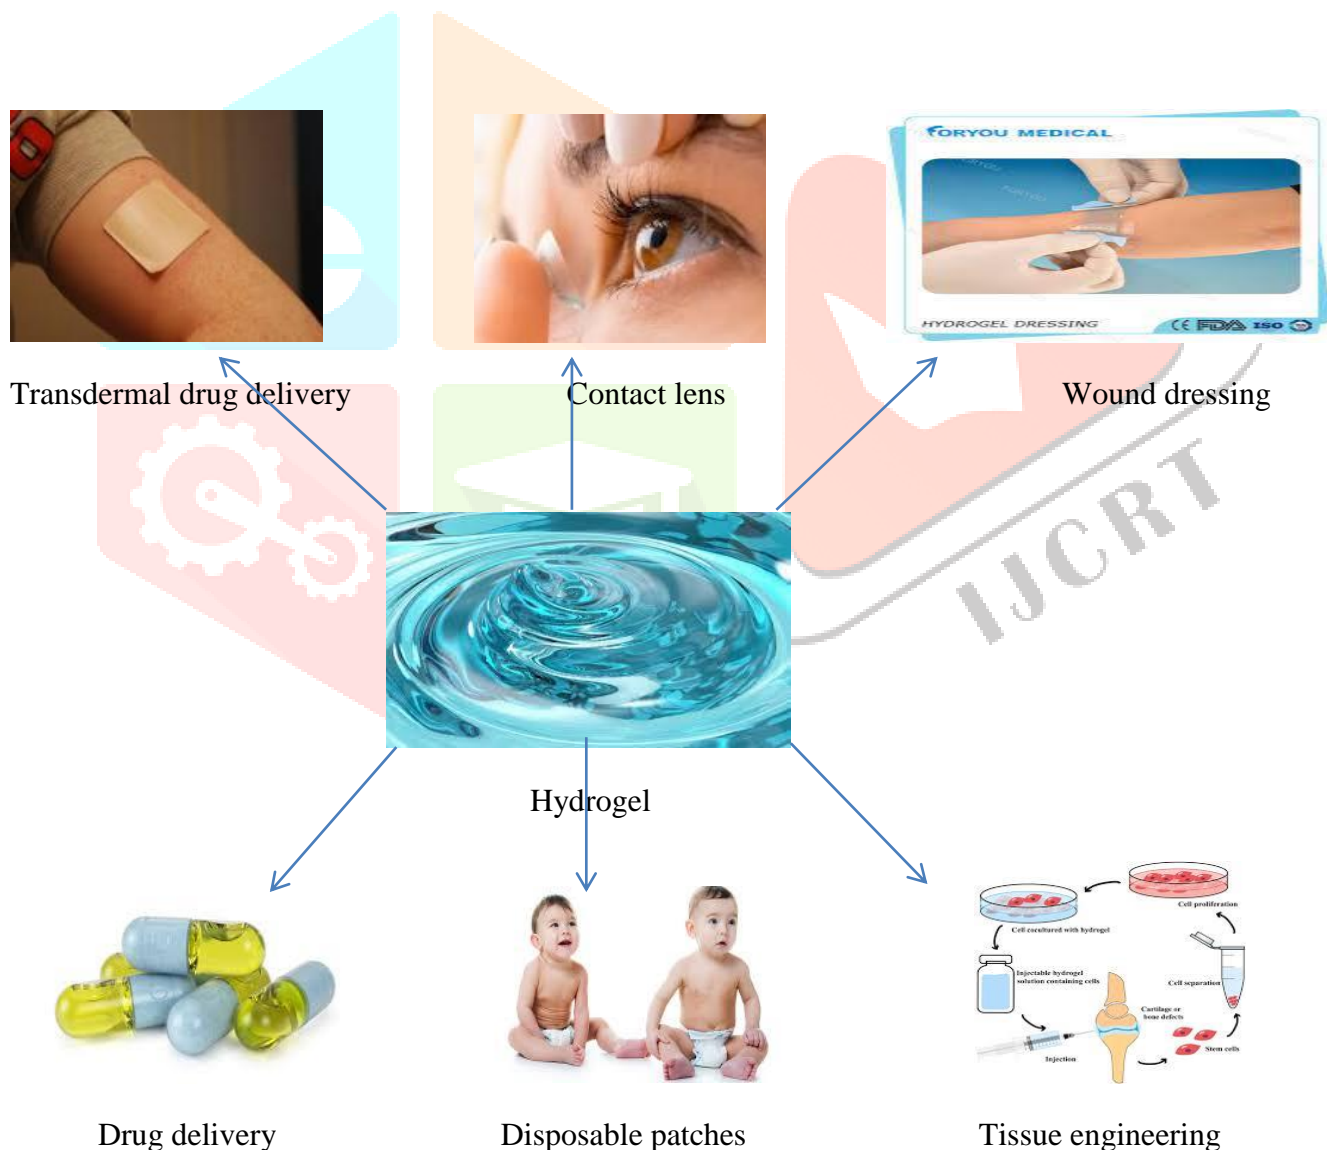 FORYOU MEDICAL
FORYOU
HYDROGEL DRESSING
CE FDA ISO
Transdermal drug delivery
Contact lens
Wound dressing
IJCRT
Hydrogel
Cell proliferation
Cell cocultured with hydrogel
Injectable hydrogel
solution containing cells
Cell separation
Cartilage or
bone defects
Stem cells
Injection
Drug delivery
Disposable patches
Tissue engineering